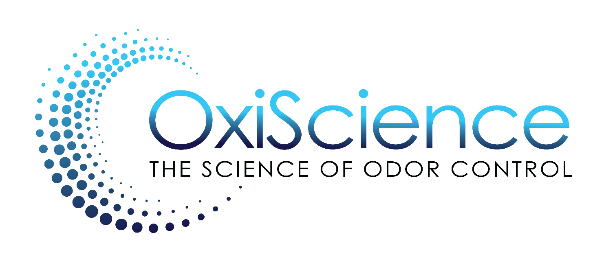 OxiScience
THE SCIENCE OF ODOR CONTROL